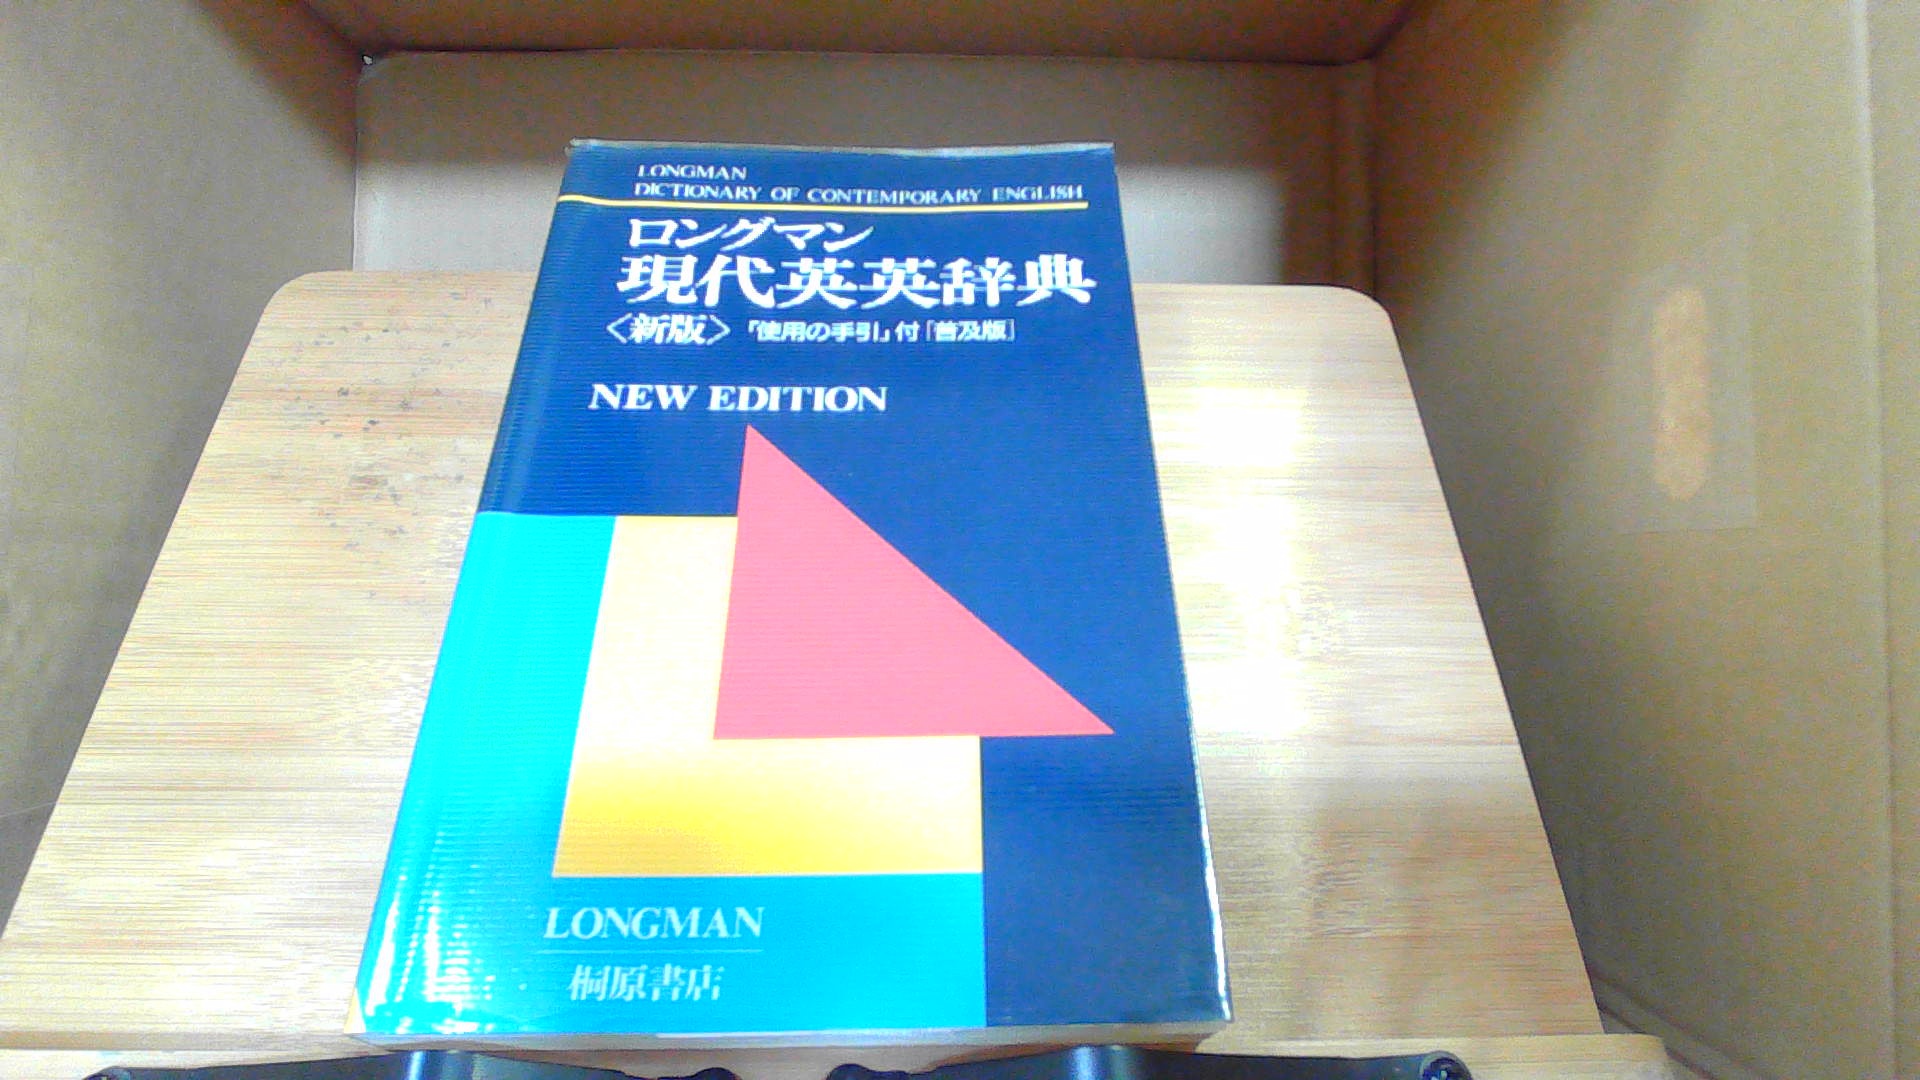 LONGMAN
DICTIONARY OF CONTEMPORARY ENGLISH
ロングマン
現代英英辞典
〈新版〉「使用の手引」付［普及版］
NEW EDITION
LONGMAN
桐原書店